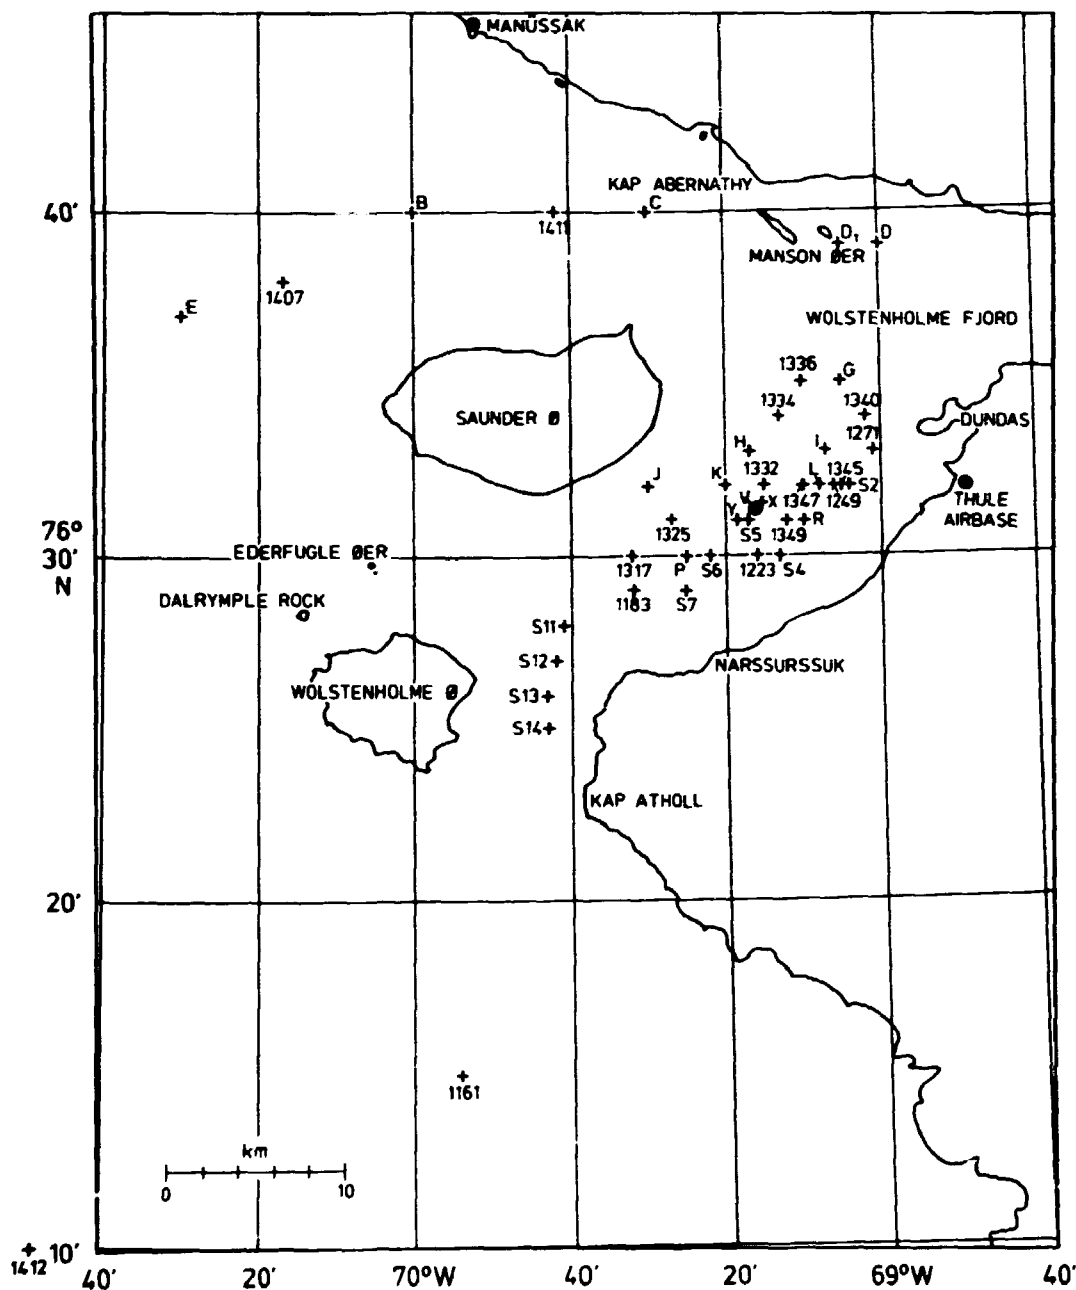 MANUSSAK
KAP ABERNATHY
40'
B
1411
C
D₁
D
MANSON ØER
1407
E
WOLSTENHOLME FJORD
1336
G
1334
1340
SAUNDER Ø
DUNDAS
1271
H
I
J
K
1332
L
1345
S2
V
X
1347
1249
THULE
AIRBASE
Y
1325
S5
1349
R
76°
30'
N
EDERFUGLE ØER
1317
P
S6
1223
S4
DALRYMPLE ROCK
1183
S7
S11
S12
NARSSURSSUK
WOLSTENHOLME Ø
S13
S14
KAP ATHOLL
20'
1161
km
0
10
10'
1412
40'
20'
70°W
40'
20'
69°W
40'